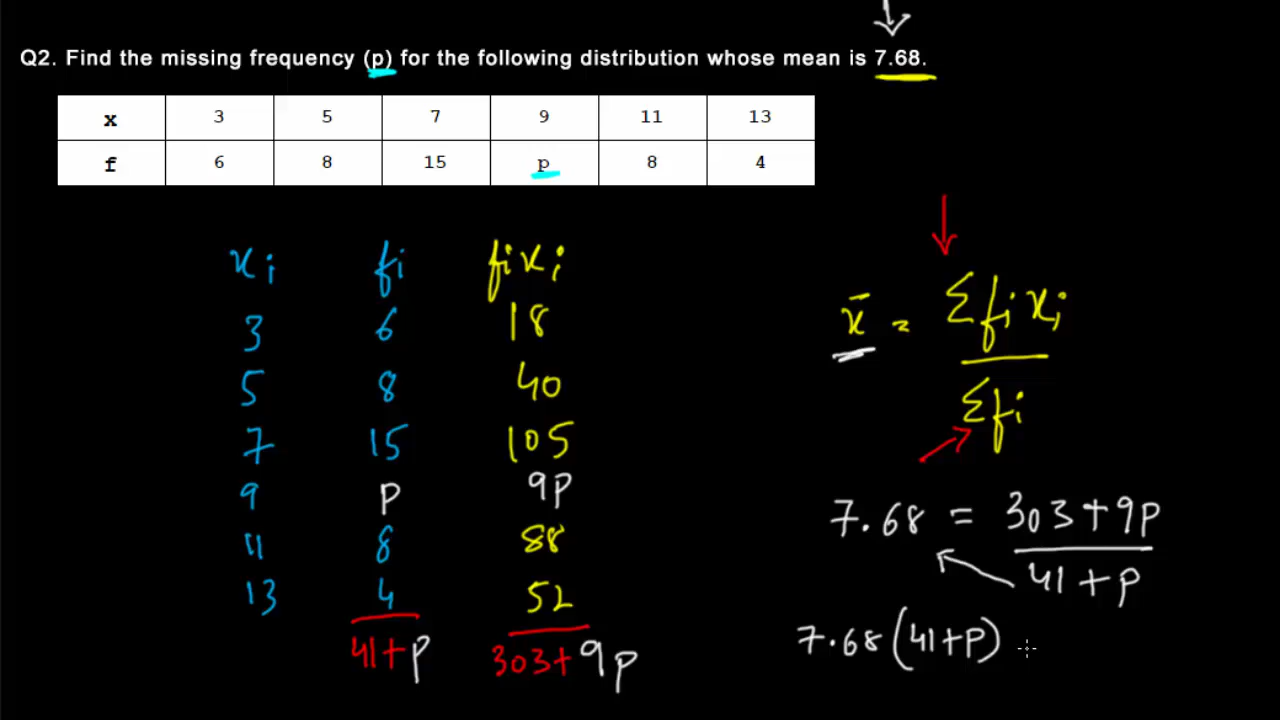 Q2. Find the missing frequency (p) for the following distribution whose mean is 7.68.
x 3 5 7 9 11 13
f 6 8 15 p 8 4
xi fi fixi
3 6 18
5 8 40
7 15 105
9 p 9p
11 8 88
13 4 52
41+p 303+9p
x̄ = Σfixi / Σfi
7.68 = 303+9p / 41+p
7.68(41+p)